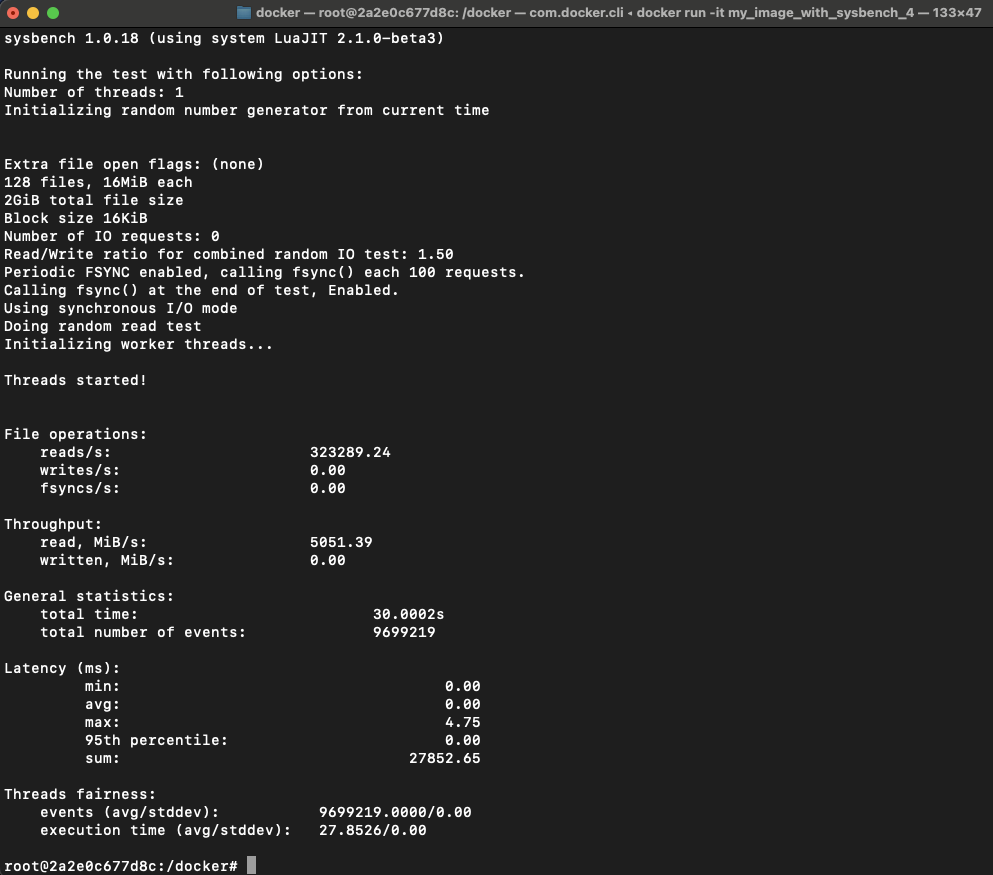 docker — root@2a2e0c677d8c: /docker — com.docker.cli ◂ docker run -it my_image_with_sysbench_4 — 133×47
sysbench 1.0.18 (using system LuaJIT 2.1.0-beta3)
Running the test with following options:
Number of threads: 1
Initializing random number generator from current time
Extra file open flags: (none)
128 files, 16MiB each
2GiB total file size
Block size 16KiB
Number of IO requests: 0
Read/Write ratio for combined random IO test: 1.50
Periodic FSYNC enabled, calling fsync() each 100 requests.
Calling fsync() at the end of test, Enabled.
Using synchronous I/O mode
Doing random read test
Initializing worker threads...
Threads started!
File operations:
reads/s: 323289.24
writes/s: 0.00
fsyncs/s: 0.00
Throughput:
read, MiB/s: 5051.39
written, MiB/s: 0.00
General statistics:
total time: 30.0002s
total number of events: 9699219
Latency (ms):
min: 0.00
avg: 0.00
max: 4.75
95th percentile: 0.00
sum: 27852.65
Threads fairness:
events (avg/stddev): 9699219.0000/0.00
execution time (avg/stddev): 27.8526/0.00
root@2a2e0c677d8c:/docker#